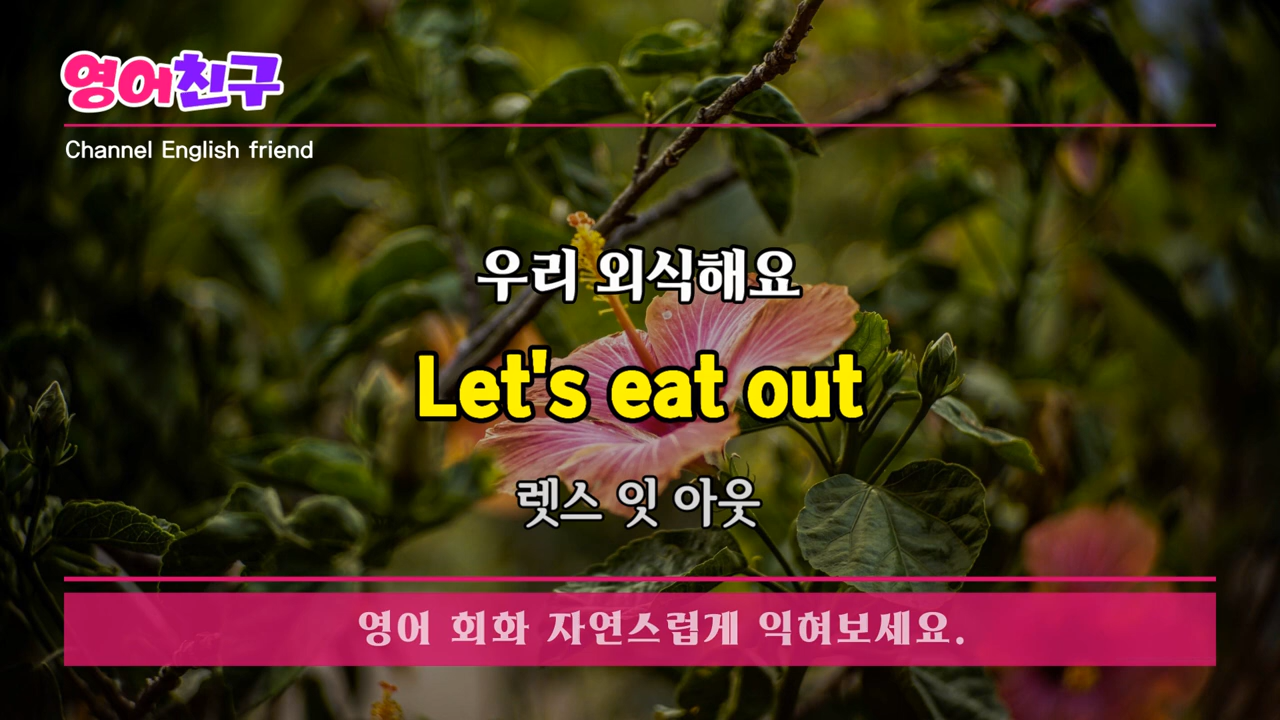 영어친구
Channel English friend
우리 외식해요
Let's eat out
렛스 잇 아웃
영어 회화 자연스럽게 익혀보세요.